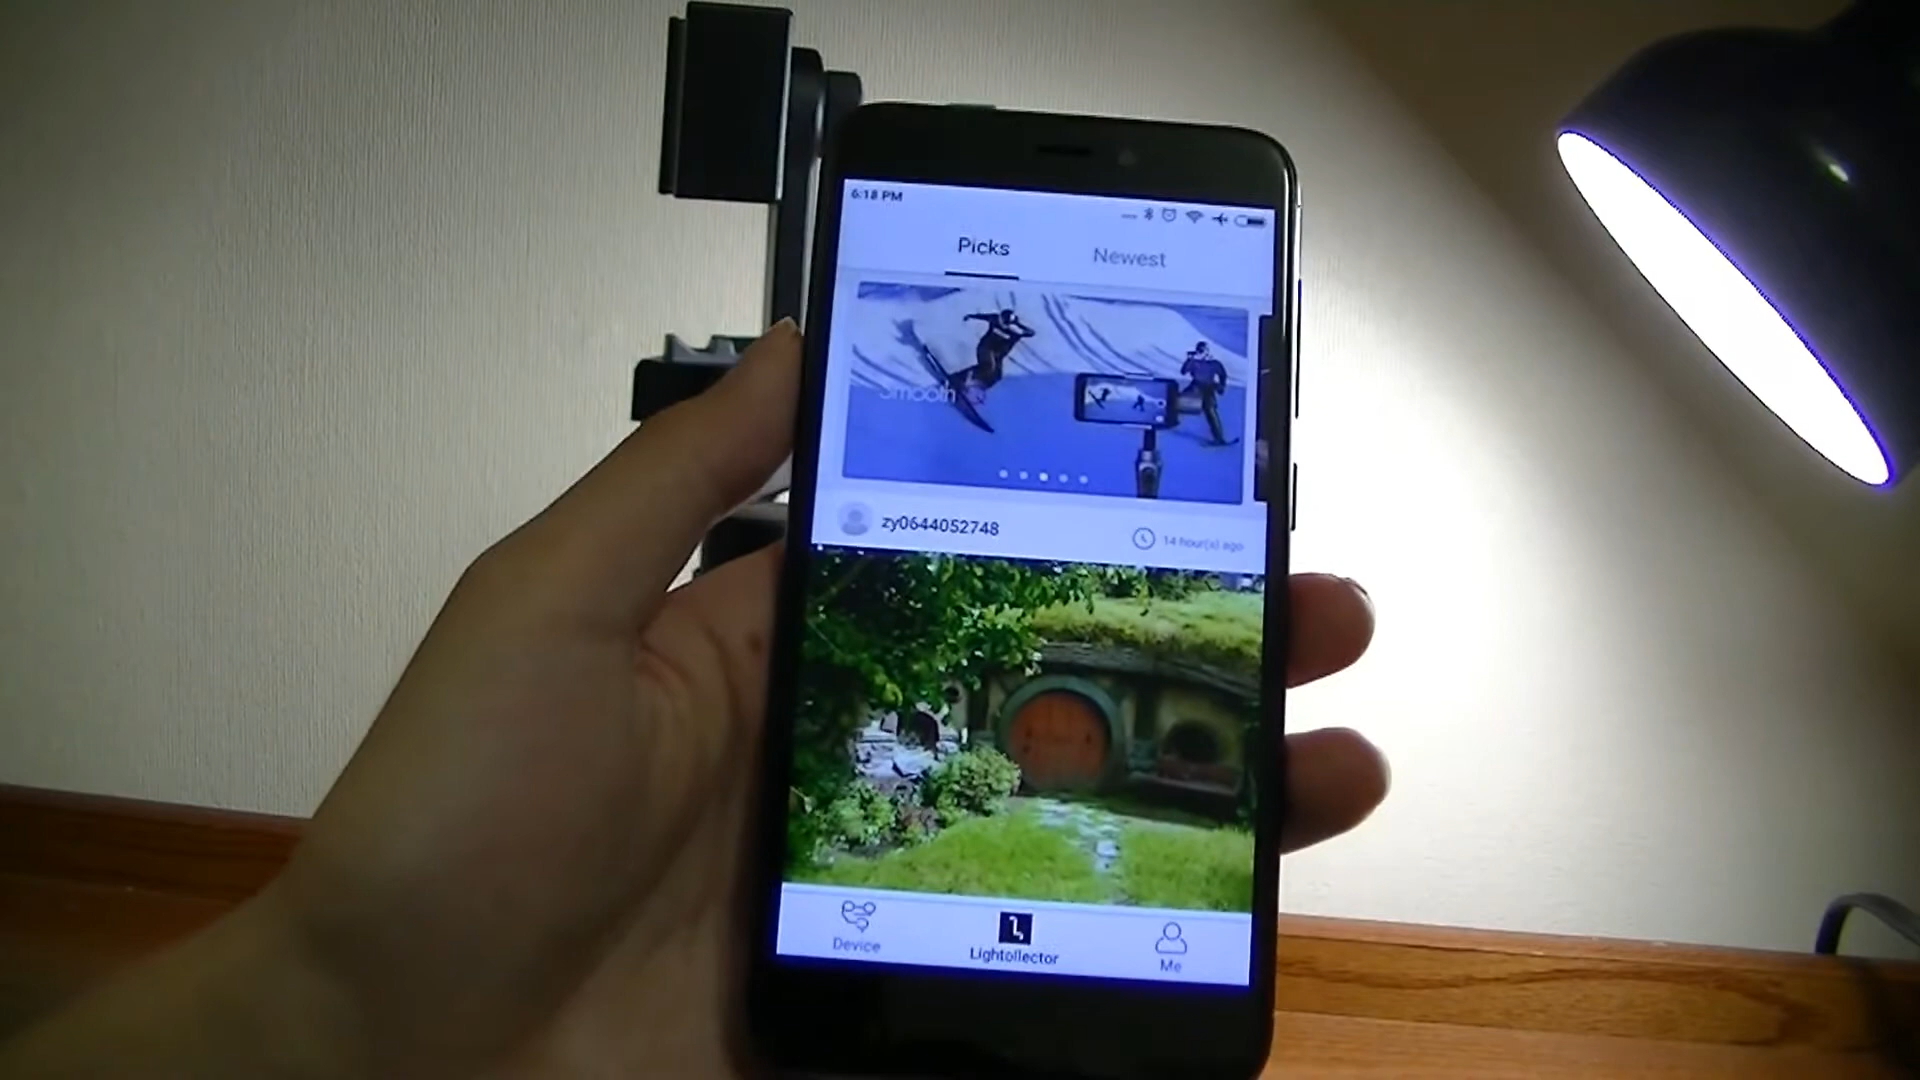 6:18 PM
Picks
Newest
Smooth
zy0644052748
14 hour(s) ago
Device
Lightollector
Me